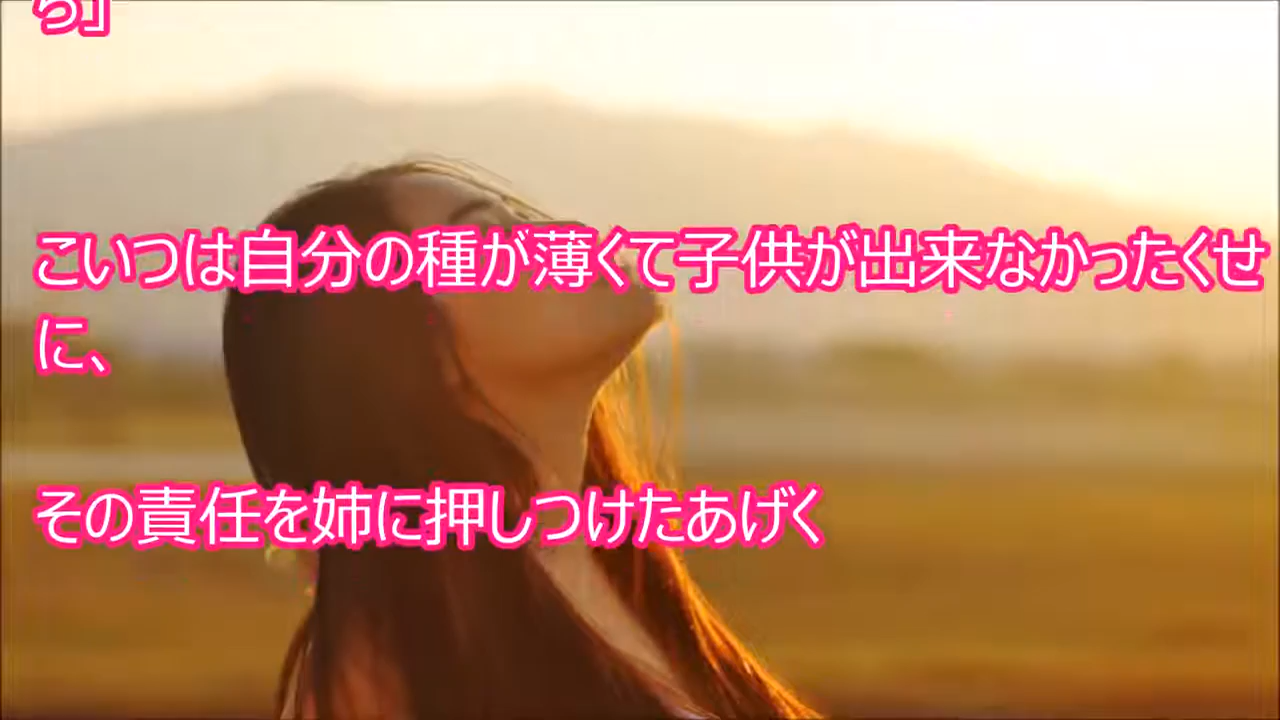 ら」
こいつは自分の種が薄くて子供が出来なかったくせ
に、
その責任を姉に押しつけたあげく